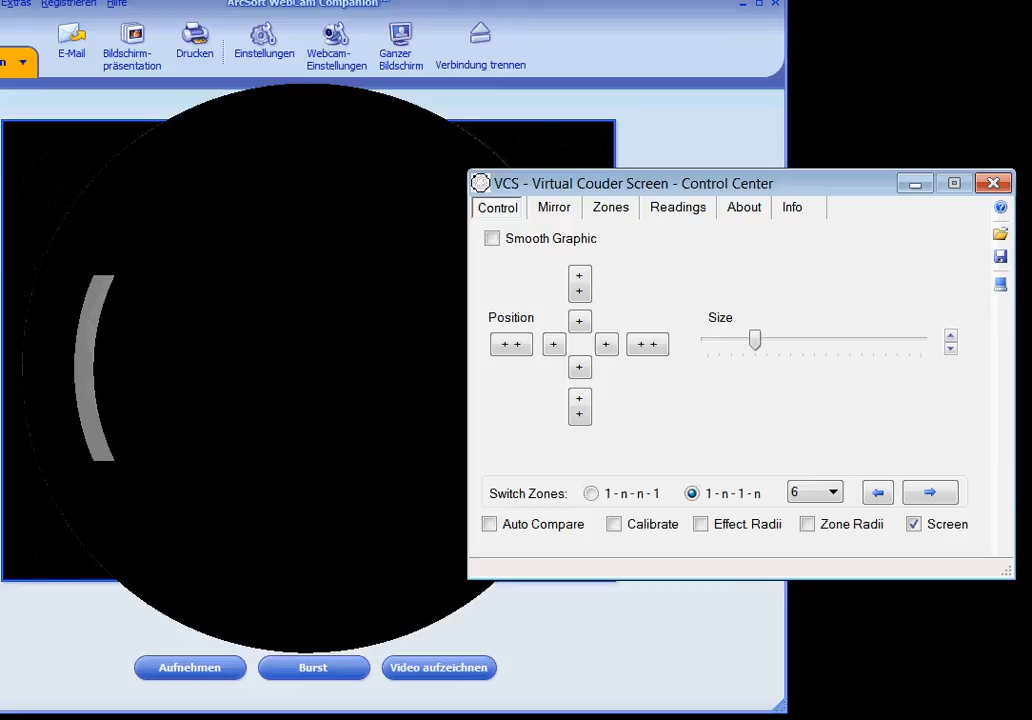 Extras Registrieren Hilfe
ArcSoft WebCam Companion™
n
E-Mail
Bildschirm-
präsentation
Drucken
Einstellungen
Webcam-
Einstellungen
Ganzer
Bildschirm
Verbindung trennen
VCS - Virtual Couder Screen - Control Center
Control Mirror Zones Readings About Info
Smooth Graphic
+
+
Position
+
Size
+ + + + + +
+
+
+
Switch Zones: 1 - n - n - 1 1 - n - 1 - n 6
Auto Compare Calibrate Effect. Radii Zone Radii Screen
Aufnehmen Burst Video aufzeichnen